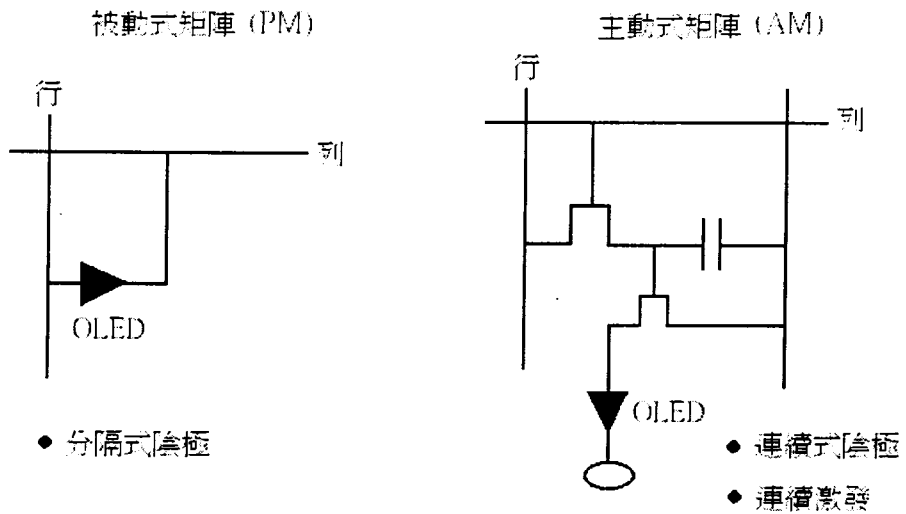 被動式矩陣 (PM)
行
列
OLED
● 分隔式陰極
主動式矩陣 (AM)
行
列
OLED
● 連續式陰極
● 連續激發